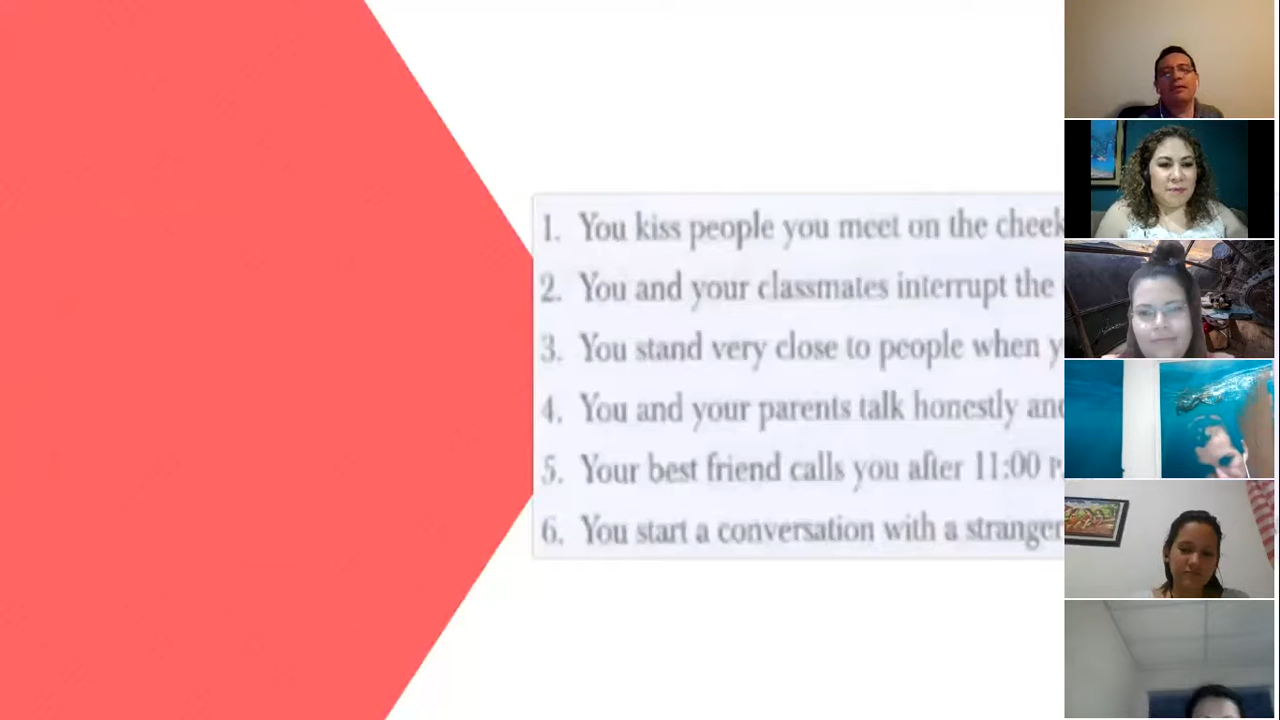 1. You kiss people you meet on the cheek
2. You and your classmates interrupt the
3. You stand very close to people when
4. You and your parents talk honestly
5. Your best friend calls you after 11:00
6. You start a conversation with a stranger